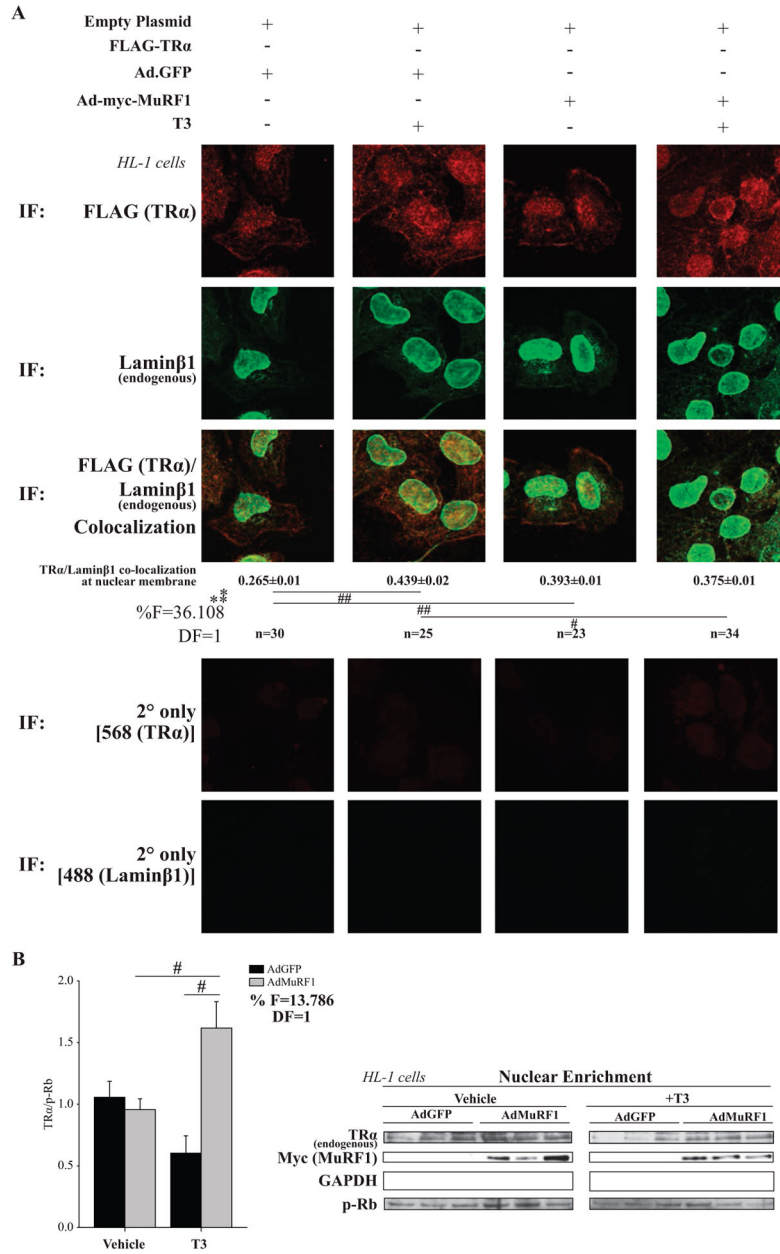 A
Empty Plasmid + + + +
FLAG-TRα - - - -
Ad.GFP + + - -
Ad-myc-MuRF1 - - + +
T3 - + - +
HL-1 cells
IF: FLAG (TRα)
IF: Laminβ1
(endogenous)
FLAG (TRα)/
IF: Laminβ1
(endogenous)
Colocalization
TRα/Laminβ1 co-localization
at nuclear membrane
0.265±0.01 0.439±0.02 0.393±0.01 0.375±0.01
*
**
##
%F=36.108
##
#
DF=1 n=30 n=25 n=23 n=34
IF: 2° only
[568 (TRα)]
IF: 2° only
[488 (Laminβ1)]
B
#
#
AdGFP
AdMuRF1
% F=13.786
DF=1
TRα/p-Rb
2.0
1.5
1.0
0.5
0.0
Vehicle T3
HL-1 cells Nuclear Enrichment
Vehicle +T3
AdGFP AdMuRF1 AdGFP AdMuRF1
TRα
(endogenous)
Myc (MuRF1)
GAPDH
p-Rb